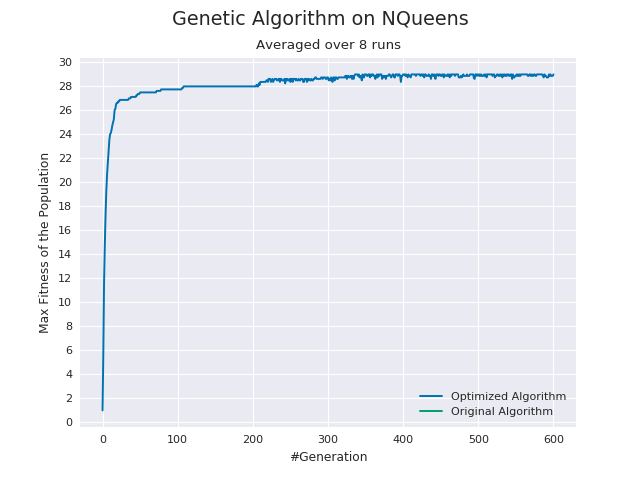 Genetic Algorithm on NQueens
Averaged over 8 runs
30
28
26
24
22
20
18
16
14
12
10
8
6
4
2
0
Max Fitness of the Population
0 100 200 300 400 500 600
#Generation
Optimized Algorithm
Original Algorithm